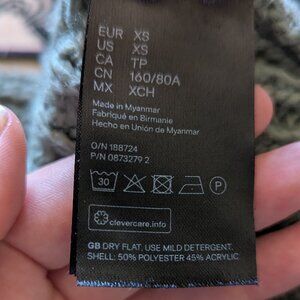 EUR XS
US XS
CA TP
CN 160/80A
MX XCH
Made in Myanmar
Fabriqué en Birmanie
Hecho en Unión de Myanmar
O/N 188724
P/N 0873279 2
30
P
clevercare.info
GB DRY FLAT, USE MILD DETERGENT.
SHELL: 50% POLYESTER 45% ACRYLIC,